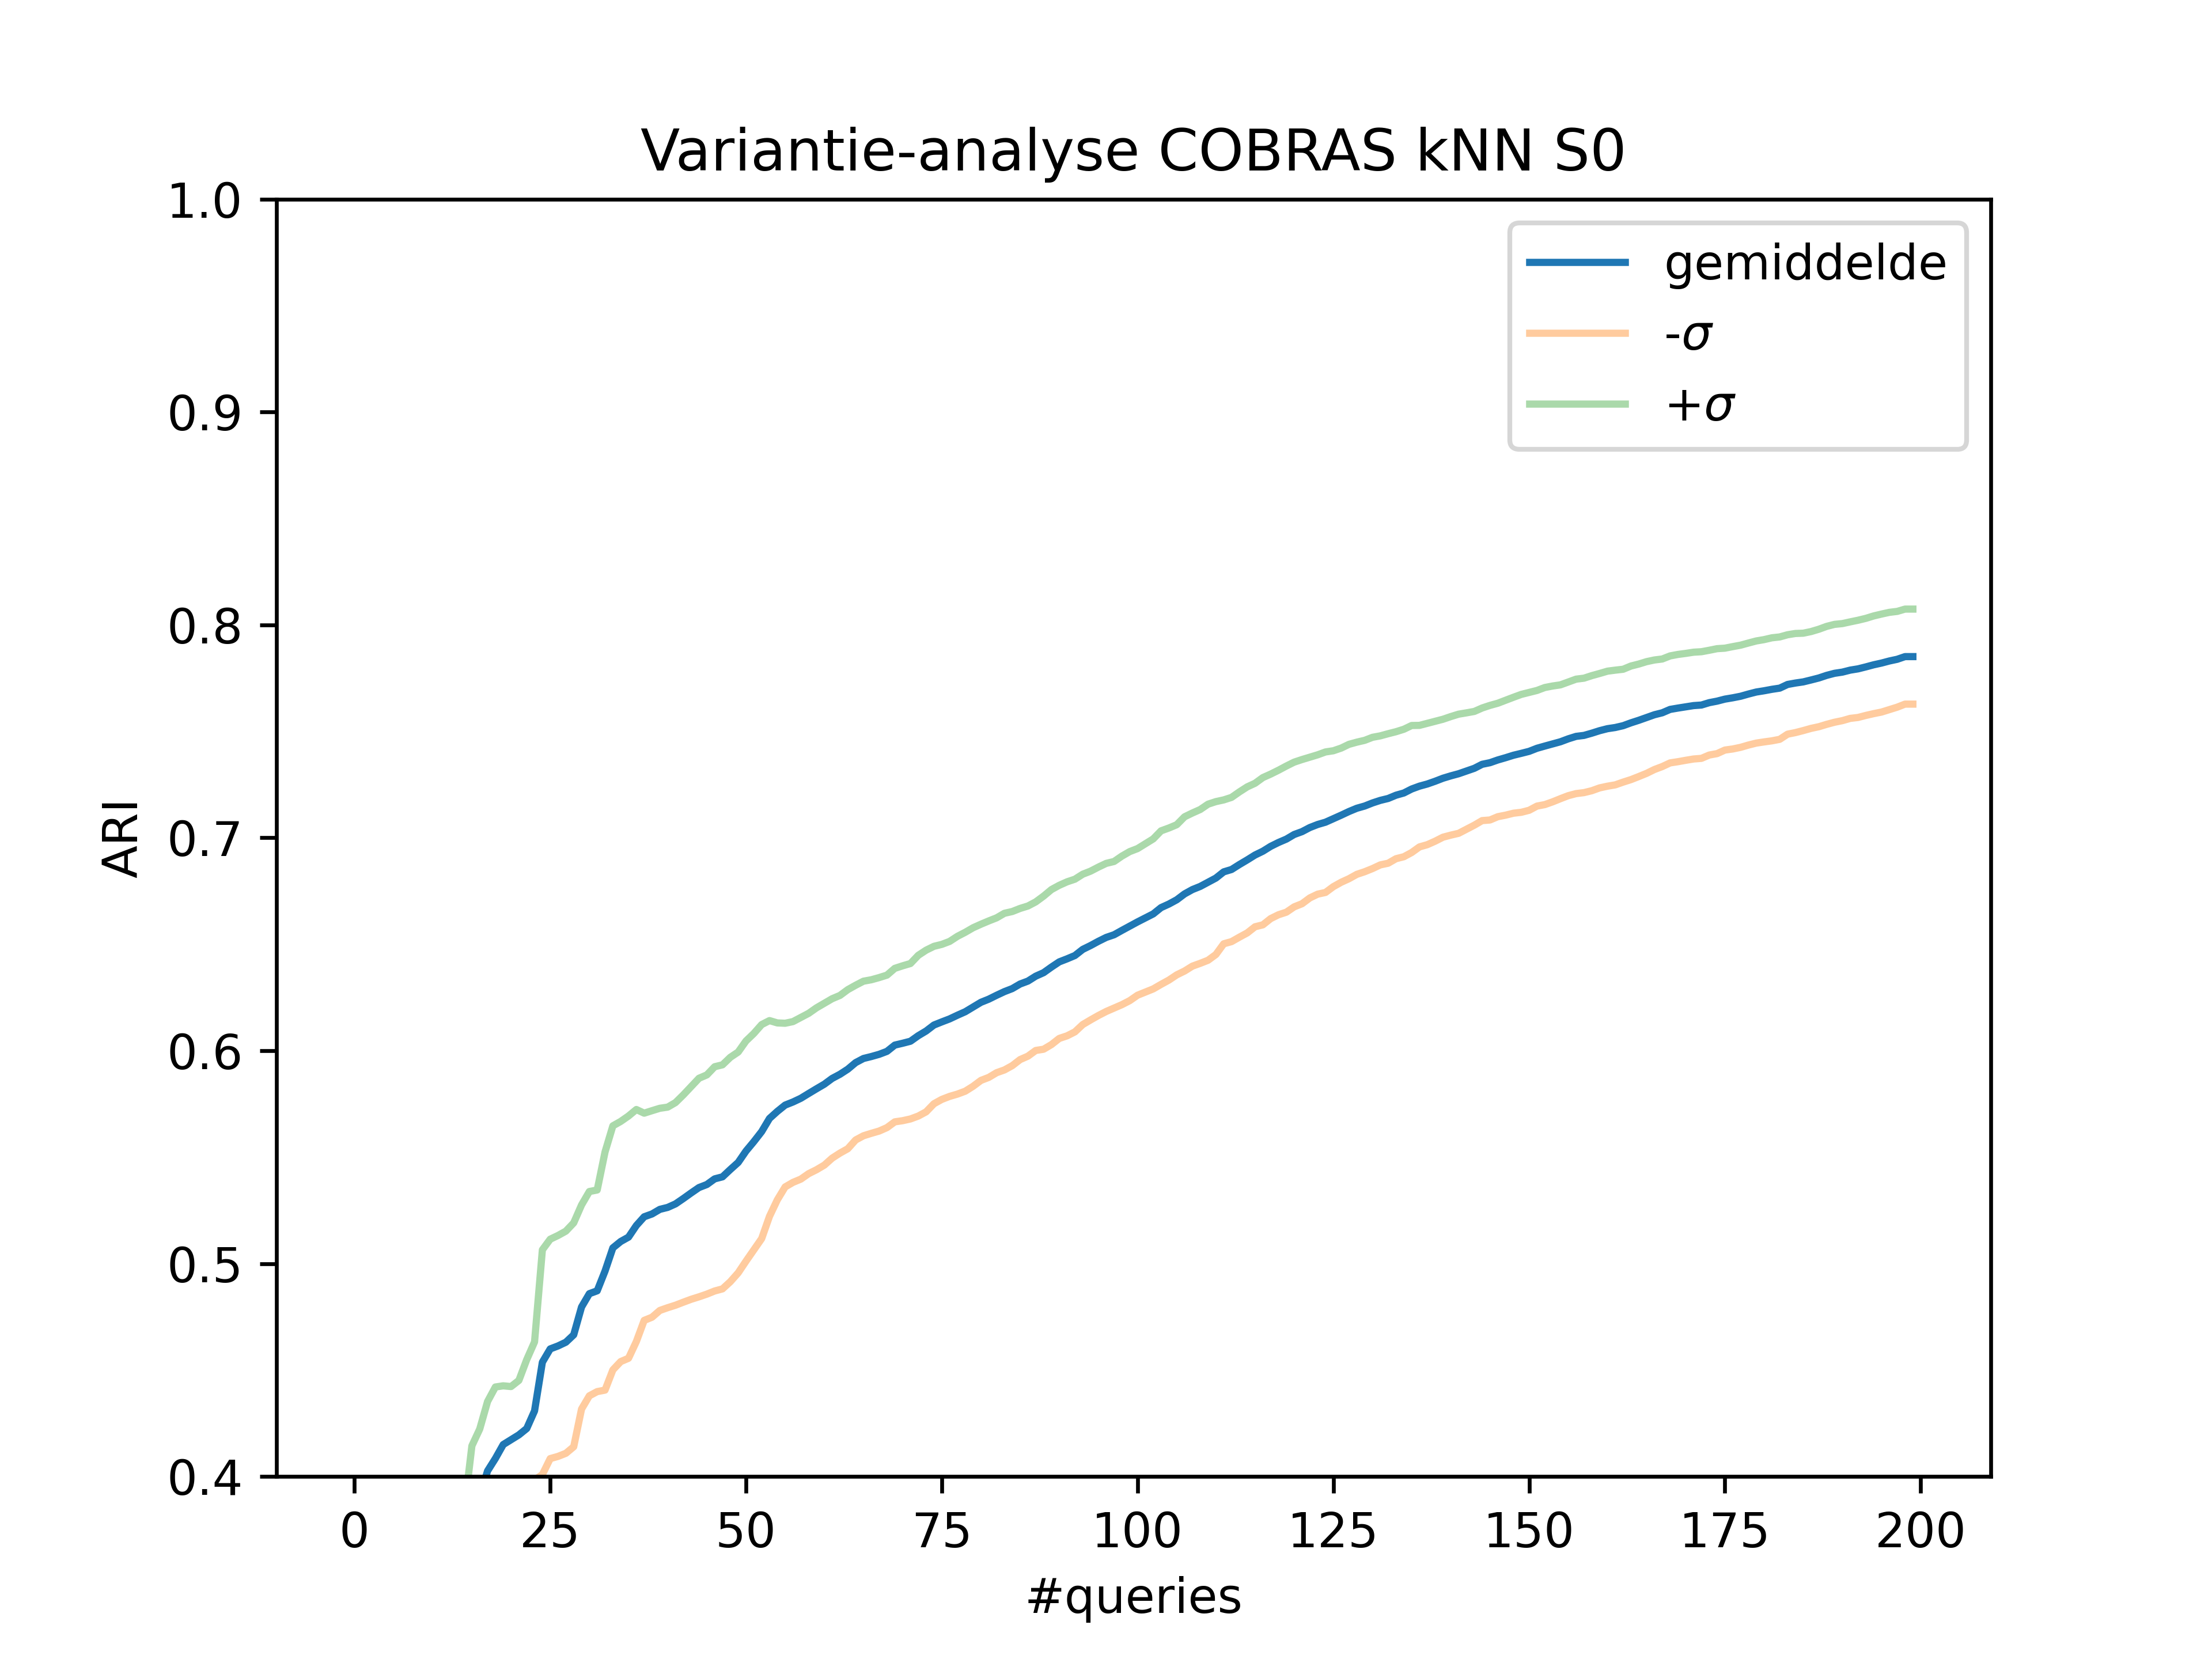 Variantie-analyse COBRAS kNN S0
1.0
0.9
0.8
0.7
0.6
0.5
0.4
ARI
gemiddelde
-σ
+σ
0 25 50 75 100 125 150 175 200
#queries